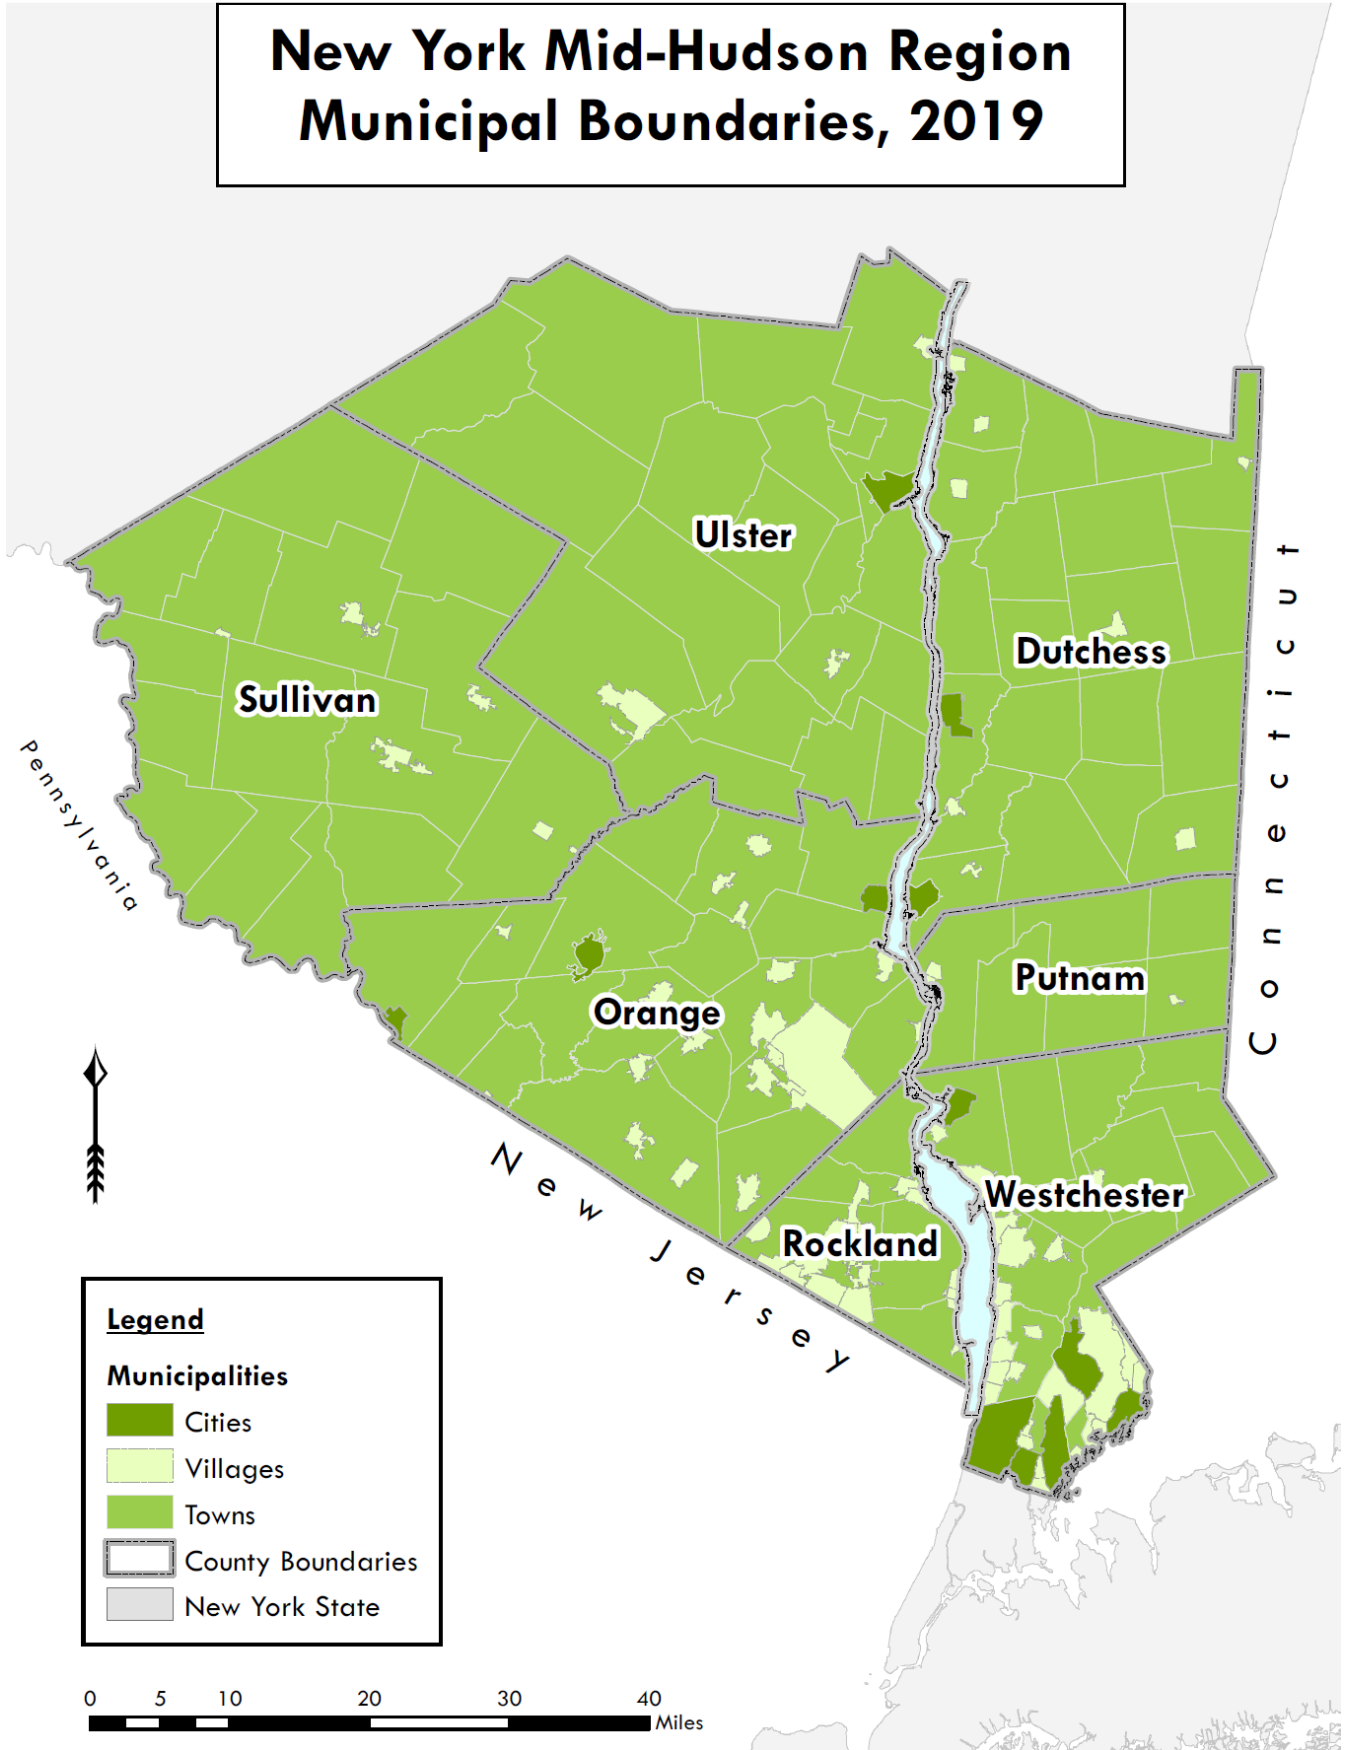 New York Mid-Hudson Region
Municipal Boundaries, 2019
Ulster
Dutchess
Sullivan
Connecticut
Pennsylvania
Putnam
Orange
Westchester
Rockland
New Jersey
Legend
Municipalities
Cities
Villages
Towns
County Boundaries
New York State
0 5 10 20 30 40
Miles